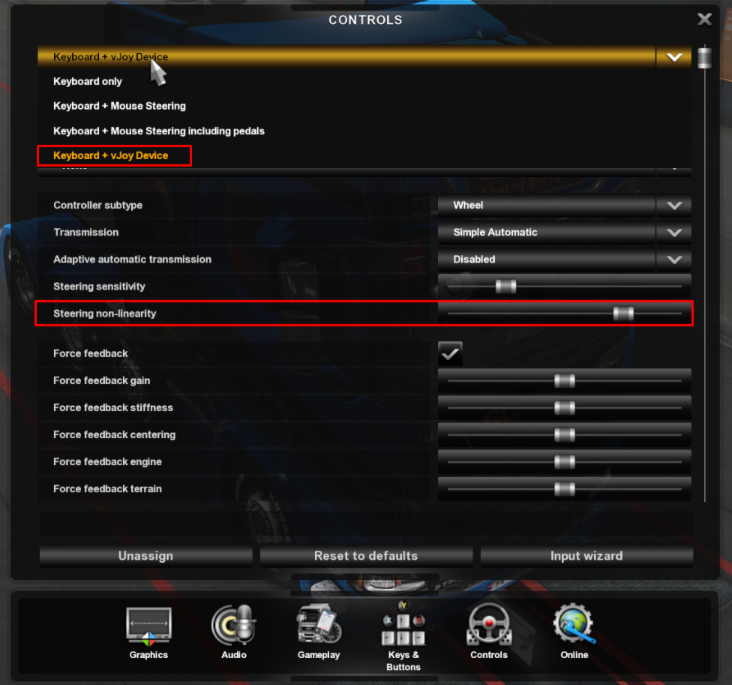 CONTROLS
Keyboard + vJoy Device
Keyboard only
Keyboard + Mouse Steering
Keyboard + Mouse Steering including pedals
Keyboard + vJoy Device
Controller subtype
Wheel
Transmission
Simple Automatic
Adaptive automatic transmission
Disabled
Steering sensitivity
Steering non-linearity
Force feedback
Force feedback gain
Force feedback stiffness
Force feedback centering
Force feedback engine
Force feedback terrain
Unassign
Reset to defaults
Input wizard
Graphics
Audio
Gameplay
Keys &
Buttons
Controls
Online